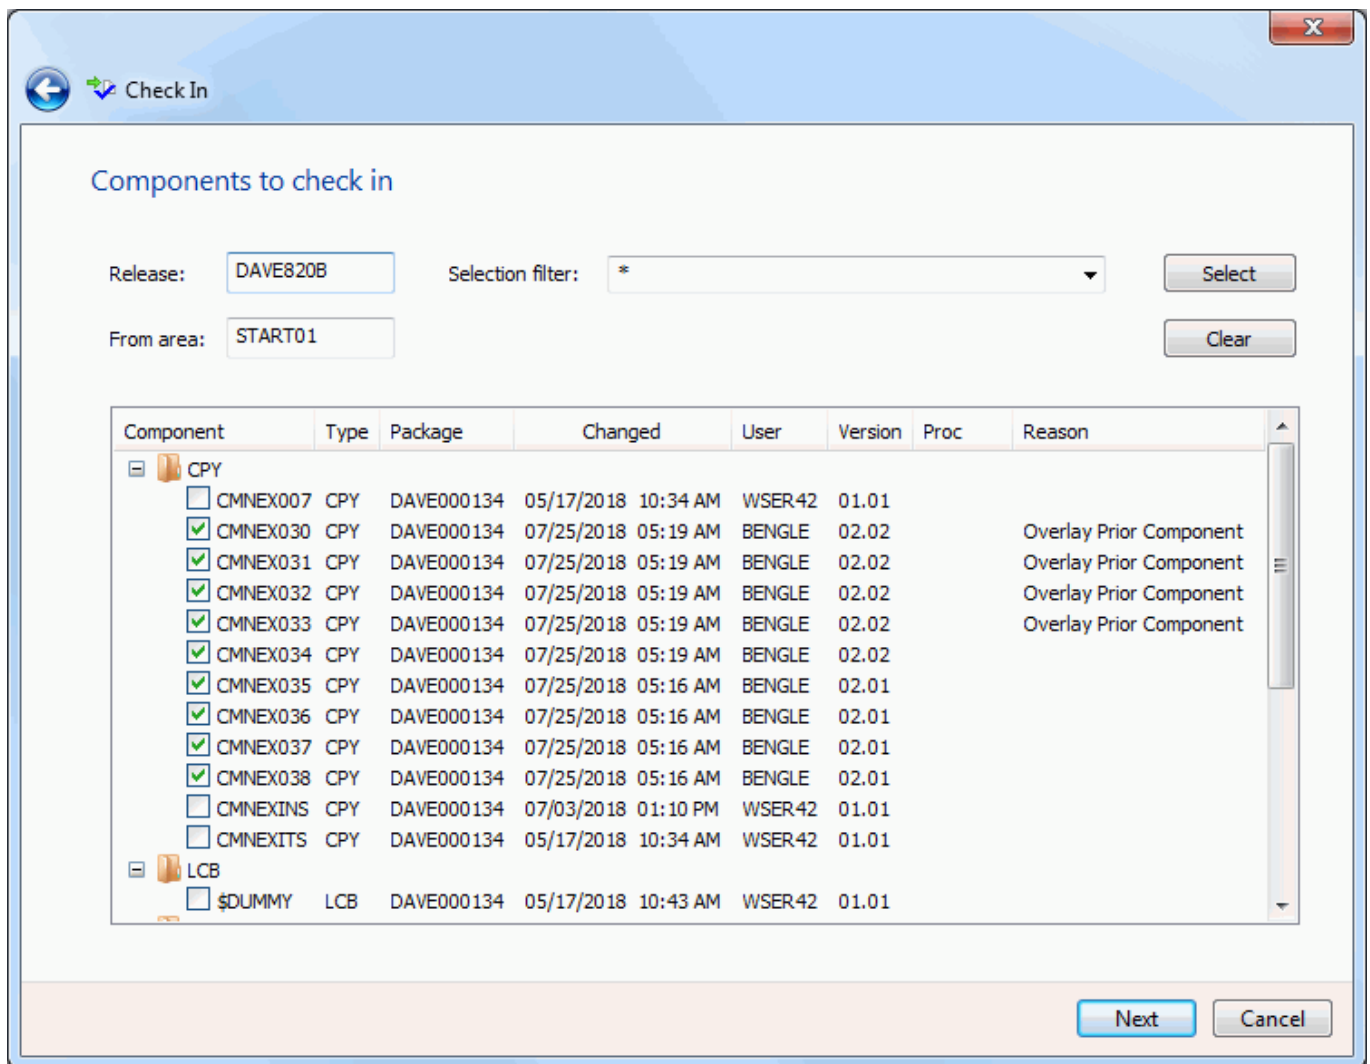 Check In
Components to check in
Release: DAVE820B Selection filter: * Select
From area: START01 Clear
Component Type Package Changed User Version Proc Reason
CPY
CMNEX007 CPY DAVE000134 05/17/2018 10:34 AM WSER42 01.01
CMNEX030 CPY DAVE000134 07/25/2018 05:19 AM BENGLE 02.02 Overlay Prior Component
CMNEX031 CPY DAVE000134 07/25/2018 05:19 AM BENGLE 02.02 Overlay Prior Component
CMNEX032 CPY DAVE000134 07/25/2018 05:19 AM BENGLE 02.02 Overlay Prior Component
CMNEX033 CPY DAVE000134 07/25/2018 05:19 AM BENGLE 02.02 Overlay Prior Component
CMNEX034 CPY DAVE000134 07/25/2018 05:19 AM BENGLE 02.02
CMNEX035 CPY DAVE000134 07/25/2018 05:16 AM BENGLE 02.01
CMNEX036 CPY DAVE000134 07/25/2018 05:16 AM BENGLE 02.01
CMNEX037 CPY DAVE000134 07/25/2018 05:16 AM BENGLE 02.01
CMNEX038 CPY DAVE000134 07/25/2018 05:16 AM BENGLE 02.01
CMNEXINS CPY DAVE000134 07/03/2018 01:10 PM WSER42 01.01
CMNEXITS CPY DAVE000134 05/17/2018 10:34 AM WSER42 01.01
LCB
$DUMMY LCB DAVE000134 05/17/2018 10:43 AM WSER42 01.01
Next Cancel